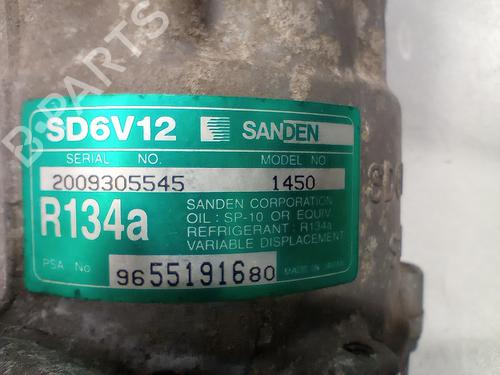 B-PARTS
SD6V12 SANDEN
SERIAL NO. MODEL NO
2009305545 1450
R134a
SANDEN CORPORATION
OIL : SP-10 OR EQUIV.
REFRIGERANT : R134a
VARIABLE DISPLACEMENT
PSA No 9655191680 MADE IN JAPAN